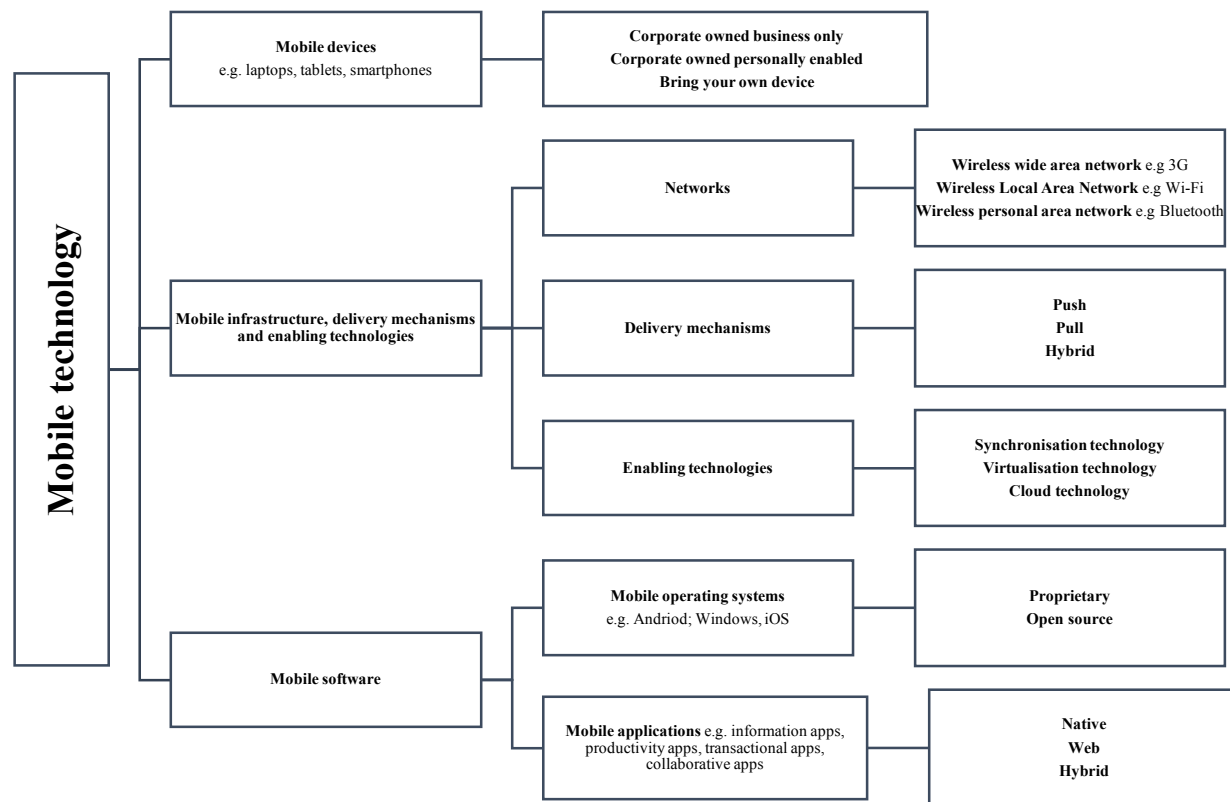 Mobile technology
Mobile devices
e.g. laptops, tablets, smartphones
Corporate owned business only
Corporate owned personally enabled
Bring your own device
Mobile infrastructure, delivery mechanisms
and enabling technologies
Networks
Wireless wide area network e.g 3G
Wireless Local Area Network e.g Wi-Fi
Wireless personal area network e.g Bluetooth
Delivery mechanisms
Push
Pull
Hybrid
Enabling technologies
Synchronisation technology
Virtualisation technology
Cloud technology
Mobile software
Mobile operating systems
e.g. Andriod; Windows, iOS
Proprietary
Open source
Mobile applications e.g. information apps,
productivity apps, transactional apps,
collaborative apps
Native
Web
Hybrid